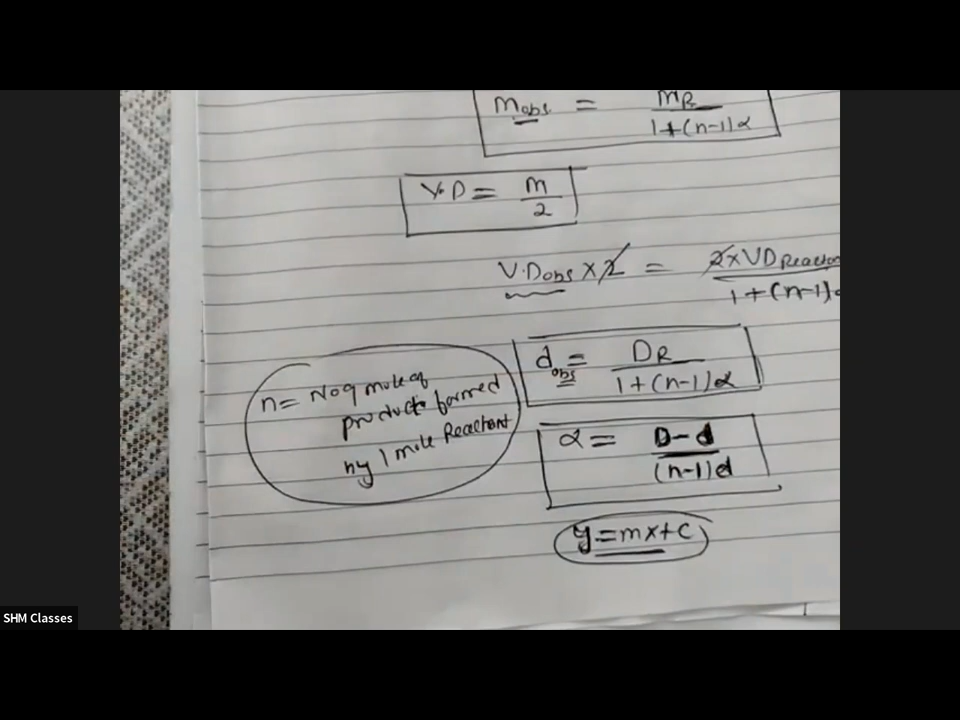 Mobs = MR / 1+(n-1)α
V.D = M / 2
V.Dobs × 2 = 2×VD / 1+(n-1)
dobs = DR / 1+(n-1)α
n= No of mole of
product formed
by 1 mole Reactant
α = D-d / (n-1)d
y=mx+c
SHM Classes